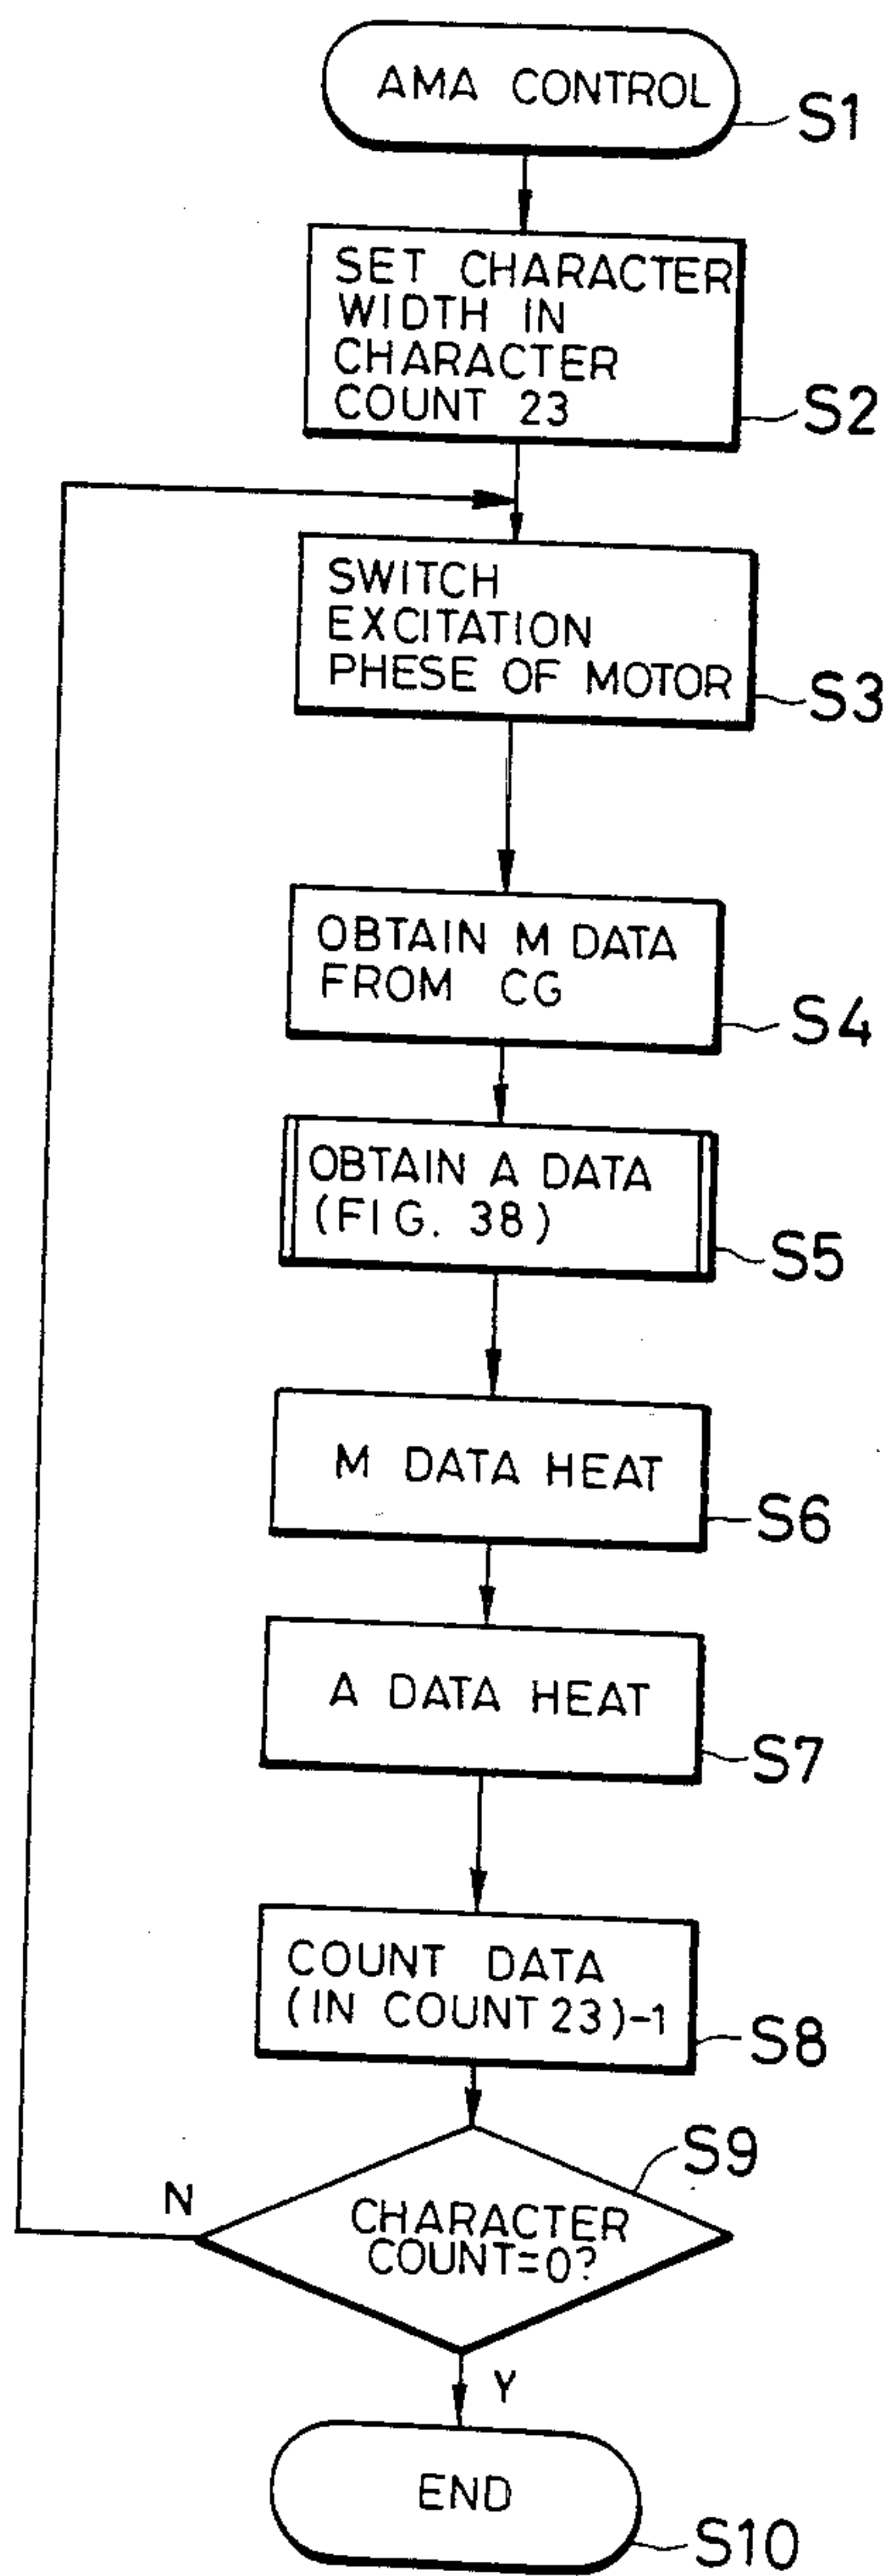 AMA CONTROL
S1
SET CHARACTER
WIDTH IN
CHARACTER
COUNT 23
S2
SWITCH
EXCITATION
PHESE OF MOTOR
S3
OBTAIN M DATA
FROM CG
S4
OBTAIN A DATA
(FIG. 38)
S5
M DATA HEAT
S6
A DATA HEAT
S7
COUNT DATA
(IN COUNT 23)-1
S8
S9
N
CHARACTER
COUNT=0?
Y
END
S10